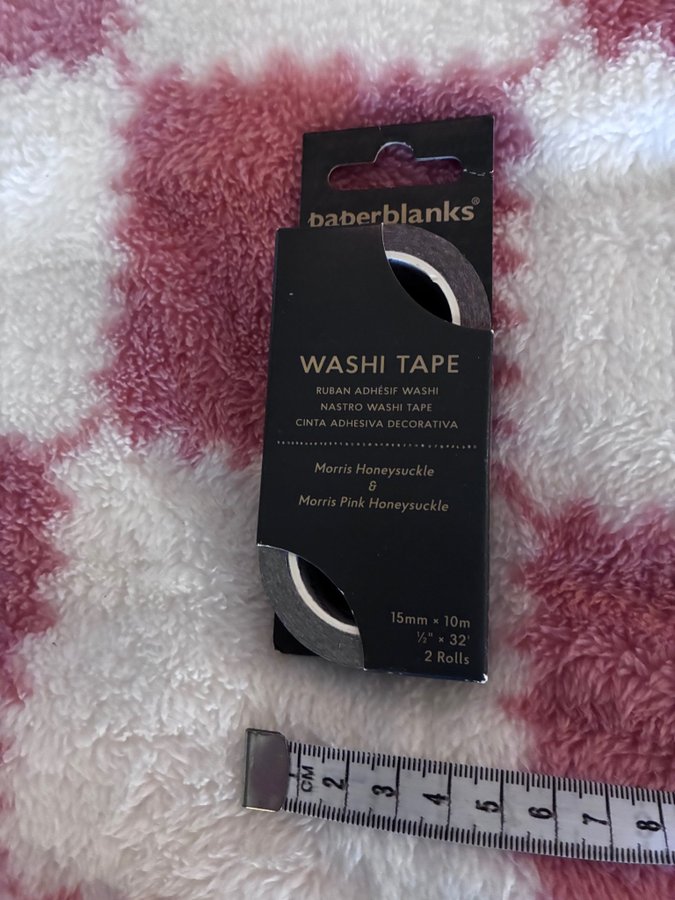 paperblanks®
WASHI TAPE
RUBAN ADHÉSIF WASHI
NASTRO WASHI TAPE
CINTA ADHESIVA DECORATIVA
Morris Honeysuckle
&
Morris Pink Honeysuckle
15mm × 10m
½" × 32'
2 Rolls
CM 2 3 4 5 6 7 8